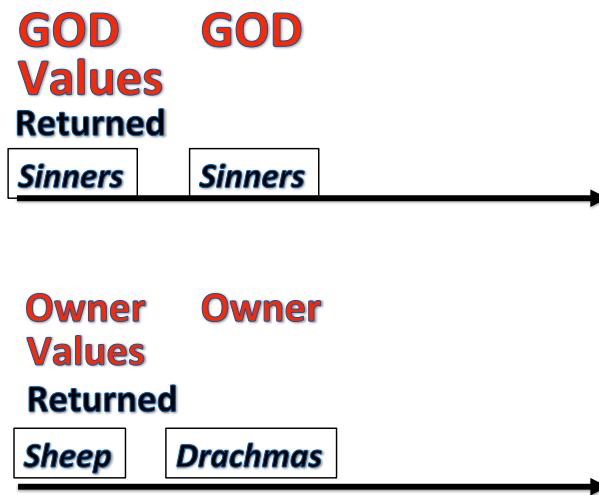 GOD GOD
Values
Returned
Sinners Sinners
Owner Owner
Values
Returned
Sheep Drachmas